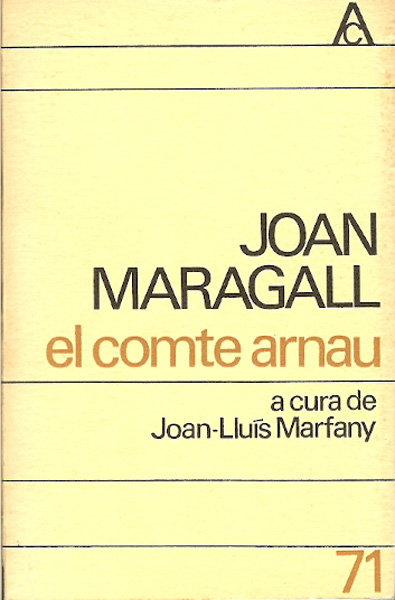 AC
JOAN
MARAGALL
el comte arnau
a cura de
Joan-Lluís Marfany
71